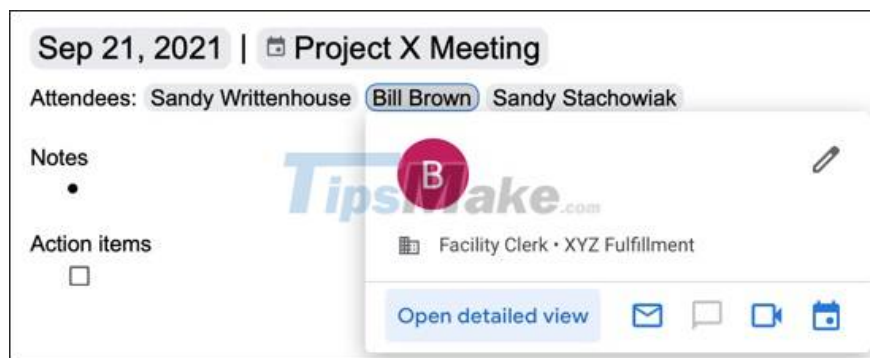 Sep 21, 2021 | Project X Meeting
Attendees: Sandy Writtenhouse Bill Brown Sandy Stachowiak
Notes
B
TipsMake.com
Action items
Facility Clerk • XYZ Fulfillment
Open detailed view